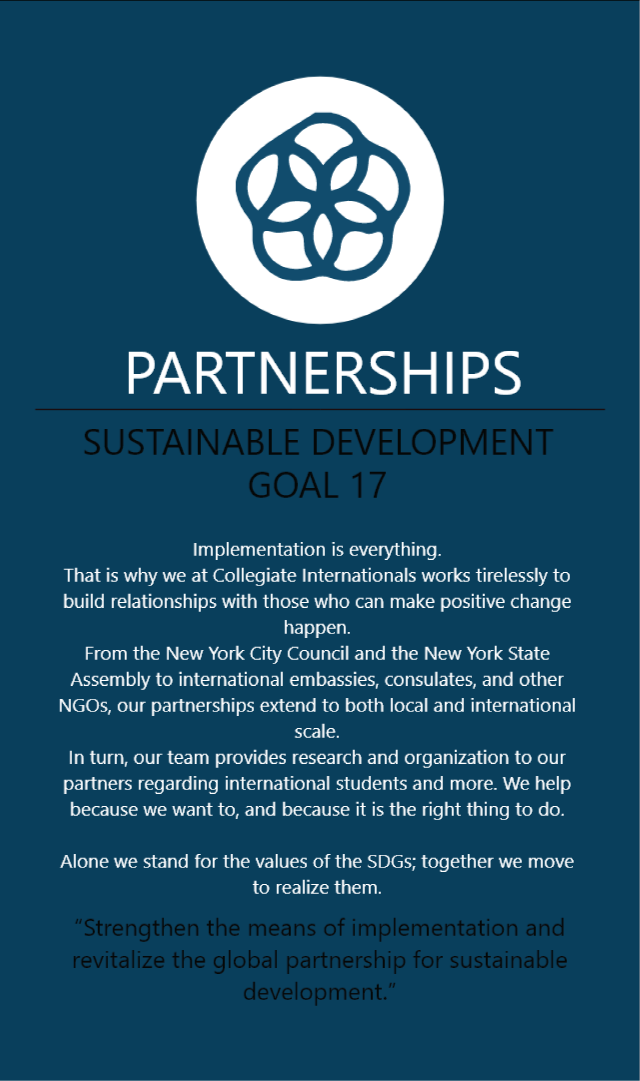 PARTNERSHIPS
SUSTAINABLE DEVELOPMENT
GOAL 17
Implementation is everything.
That is why we at Collegiate Internationals works tirelessly to
build relationships with those who can make positive change
happen.
From the New York City Council and the New York State
Assembly to international embassies, consulates, and other
NGOs, our partnerships extend to both local and international
scale.
In turn, our team provides research and organization to our
partners regarding international students and more. We help
because we want to, and because it is the right thing to do.
Alone we stand for the values of the SDGs; together we move
to realize them.
“Strengthen the means of implementation and
revitalize the global partnership for sustainable
development.”